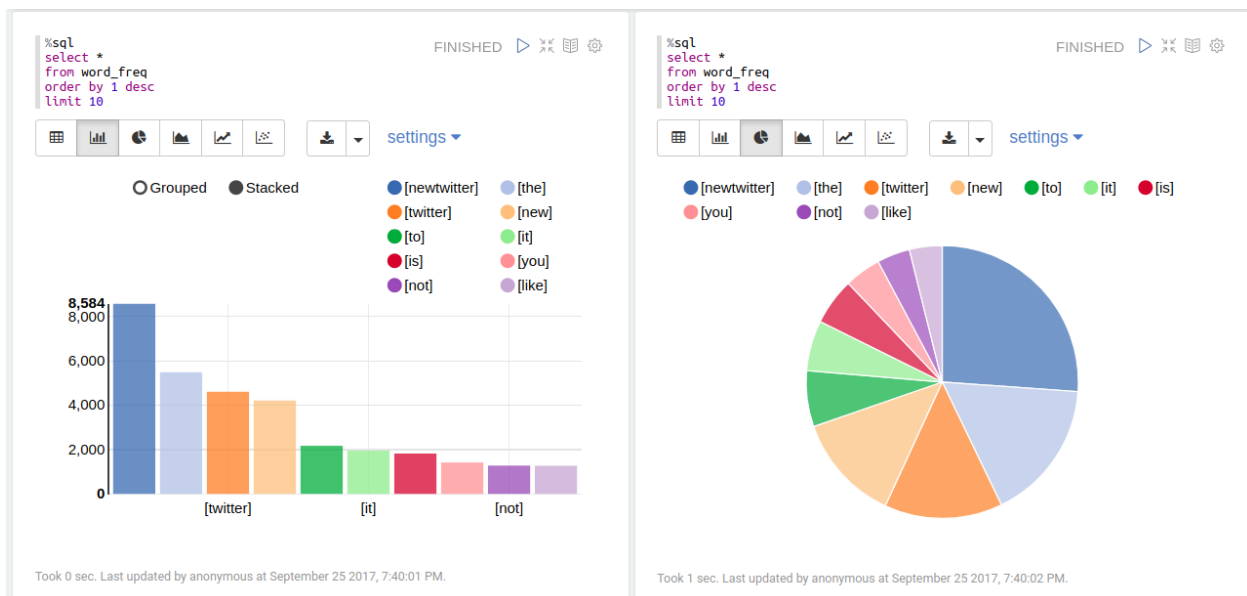 %sql
select *
from word_freq
order by 1 desc
limit 10
FINISHED
settings
Grouped Stacked
[newtwitter] [the]
[twitter] [new]
[to] [it]
[is] [you]
[not] [like]
8,584
8,000
6,000
4,000
2,000
0
[twitter] [it] [not]
Took 0 sec. Last updated by anonymous at September 25 2017, 7:40:01 PM.
%sql
select *
from word_freq
order by 1 desc
limit 10
FINISHED
settings
[newtwitter] [the] [twitter] [new] [to] [it] [is]
[you] [not] [like]
Took 1 sec. Last updated by anonymous at September 25 2017, 7:40:02 PM.